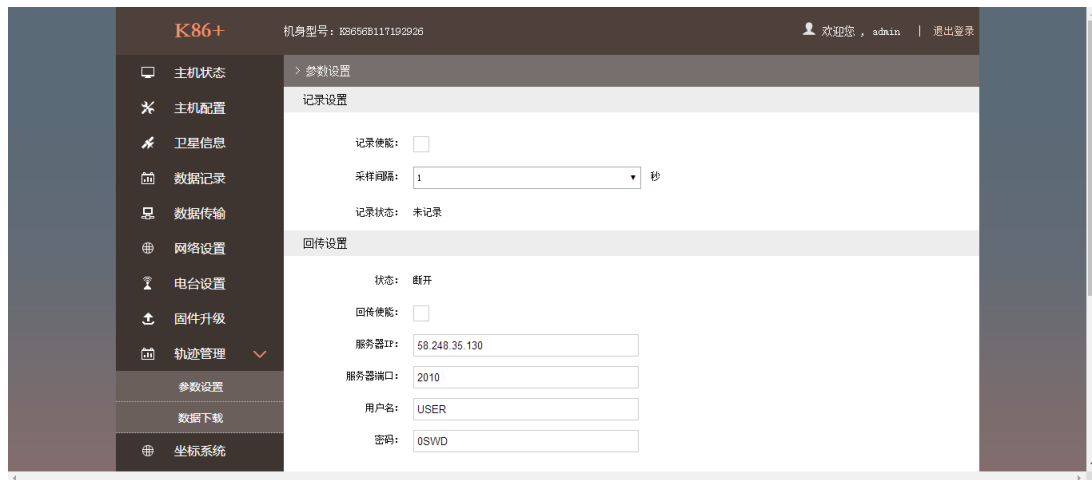 K86+ 机身型号: K8656B117192926 欢迎您 , admin | 退出登录
主机状态
主机配置
卫星信息
数据记录
数据传输
网络设置
电台设置
固件升级
轨迹管理
参数设置
数据下载
坐标系统
> 参数设置
记录设置
记录使能:
采样间隔: 1 秒
记录状态: 未记录
回传设置
状态: 断开
回传使能:
服务器IP: 58.248.35.130
服务器端口: 2010
用户名: USER
密码: 0SWD